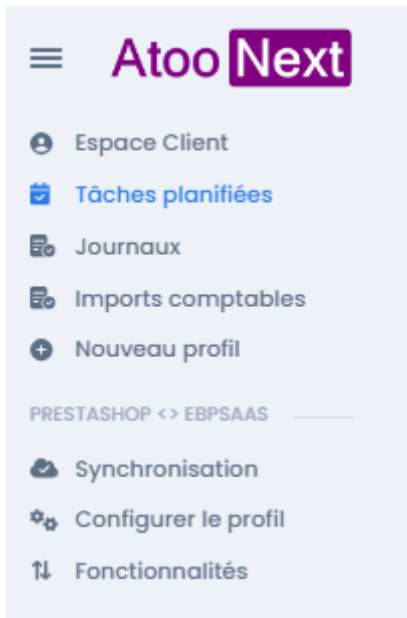 Atoo Next
Espace Client
Tâches planifiées
Journaux
Imports comptables
Nouveau profil
PRESTASHOP <> EBPSAAS
Synchronisation
Configurer le profil
Fonctionnalités